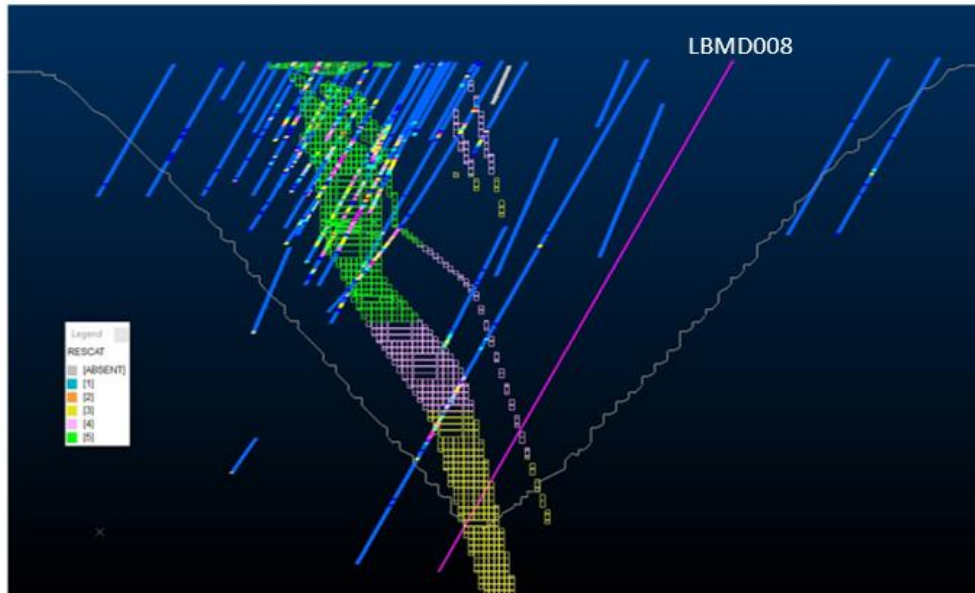 LBMD008
Legend
RESCAT
[ABSENT]
[1]
[2]
[3]
[4]
[5]